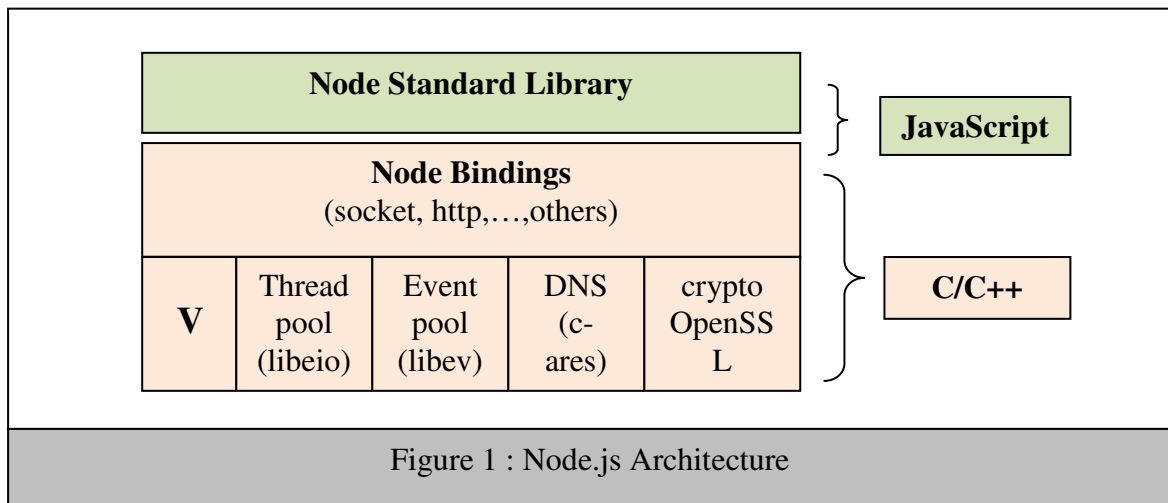 Node Standard Library
JavaScript
Node Bindings
(socket, http,…,others)
C/C++
V
Thread
pool
(libeio)
Event
pool
(libev)
DNS
(c-
ares)
crypto
OpenSS
L
Figure 1 : Node.js Architecture